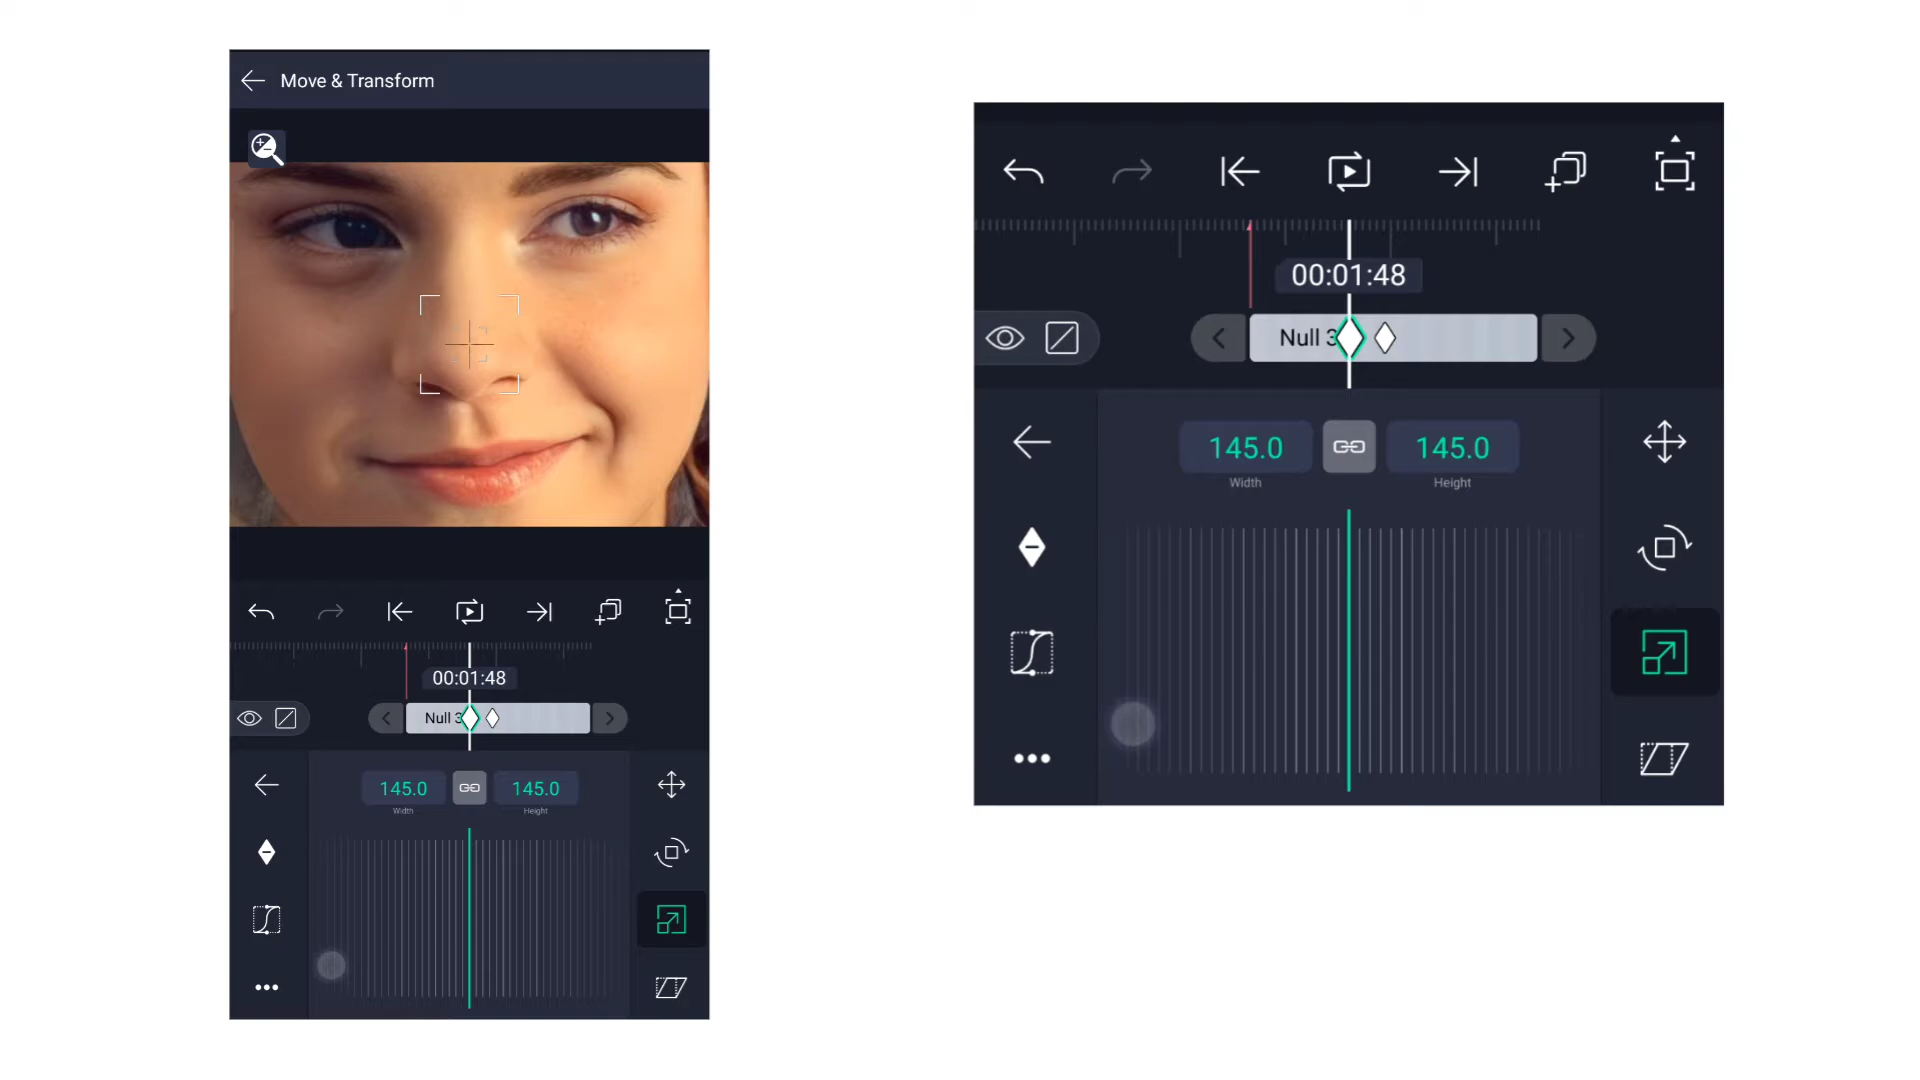 Move & Transform
00:01:48
Null 3
145.0 145.0
Width Height
00:01:48
Null 3
145.0 145.0
Width Height